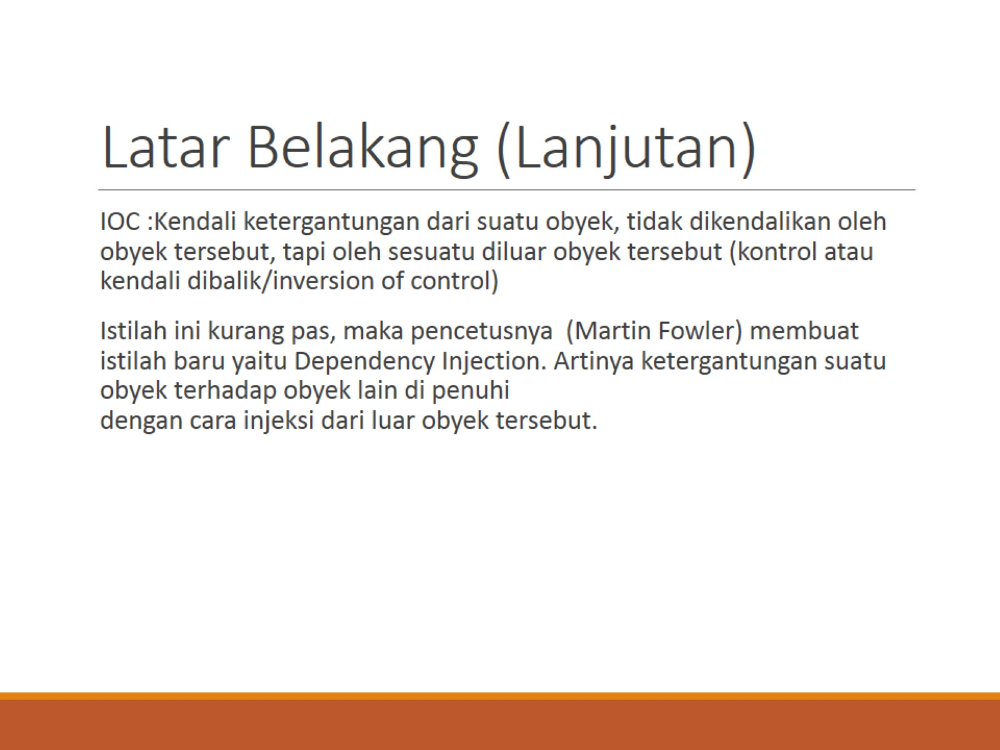 Latar Belakang (Lanjutan)
IOC :Kendali ketergantungan dari suatu obyek, tidak dikendalikan oleh
obyek tersebut, tapi oleh sesuatu diluar obyek tersebut (kontrol atau
kendali dibalik/inversion of control)
Istilah ini kurang pas, maka pencetusnya  (Martin Fowler) membuat
istilah baru yaitu Dependency Injection. Artinya ketergantungan suatu
obyek terhadap obyek lain di penuhi
dengan cara injeksi dari luar obyek tersebut.